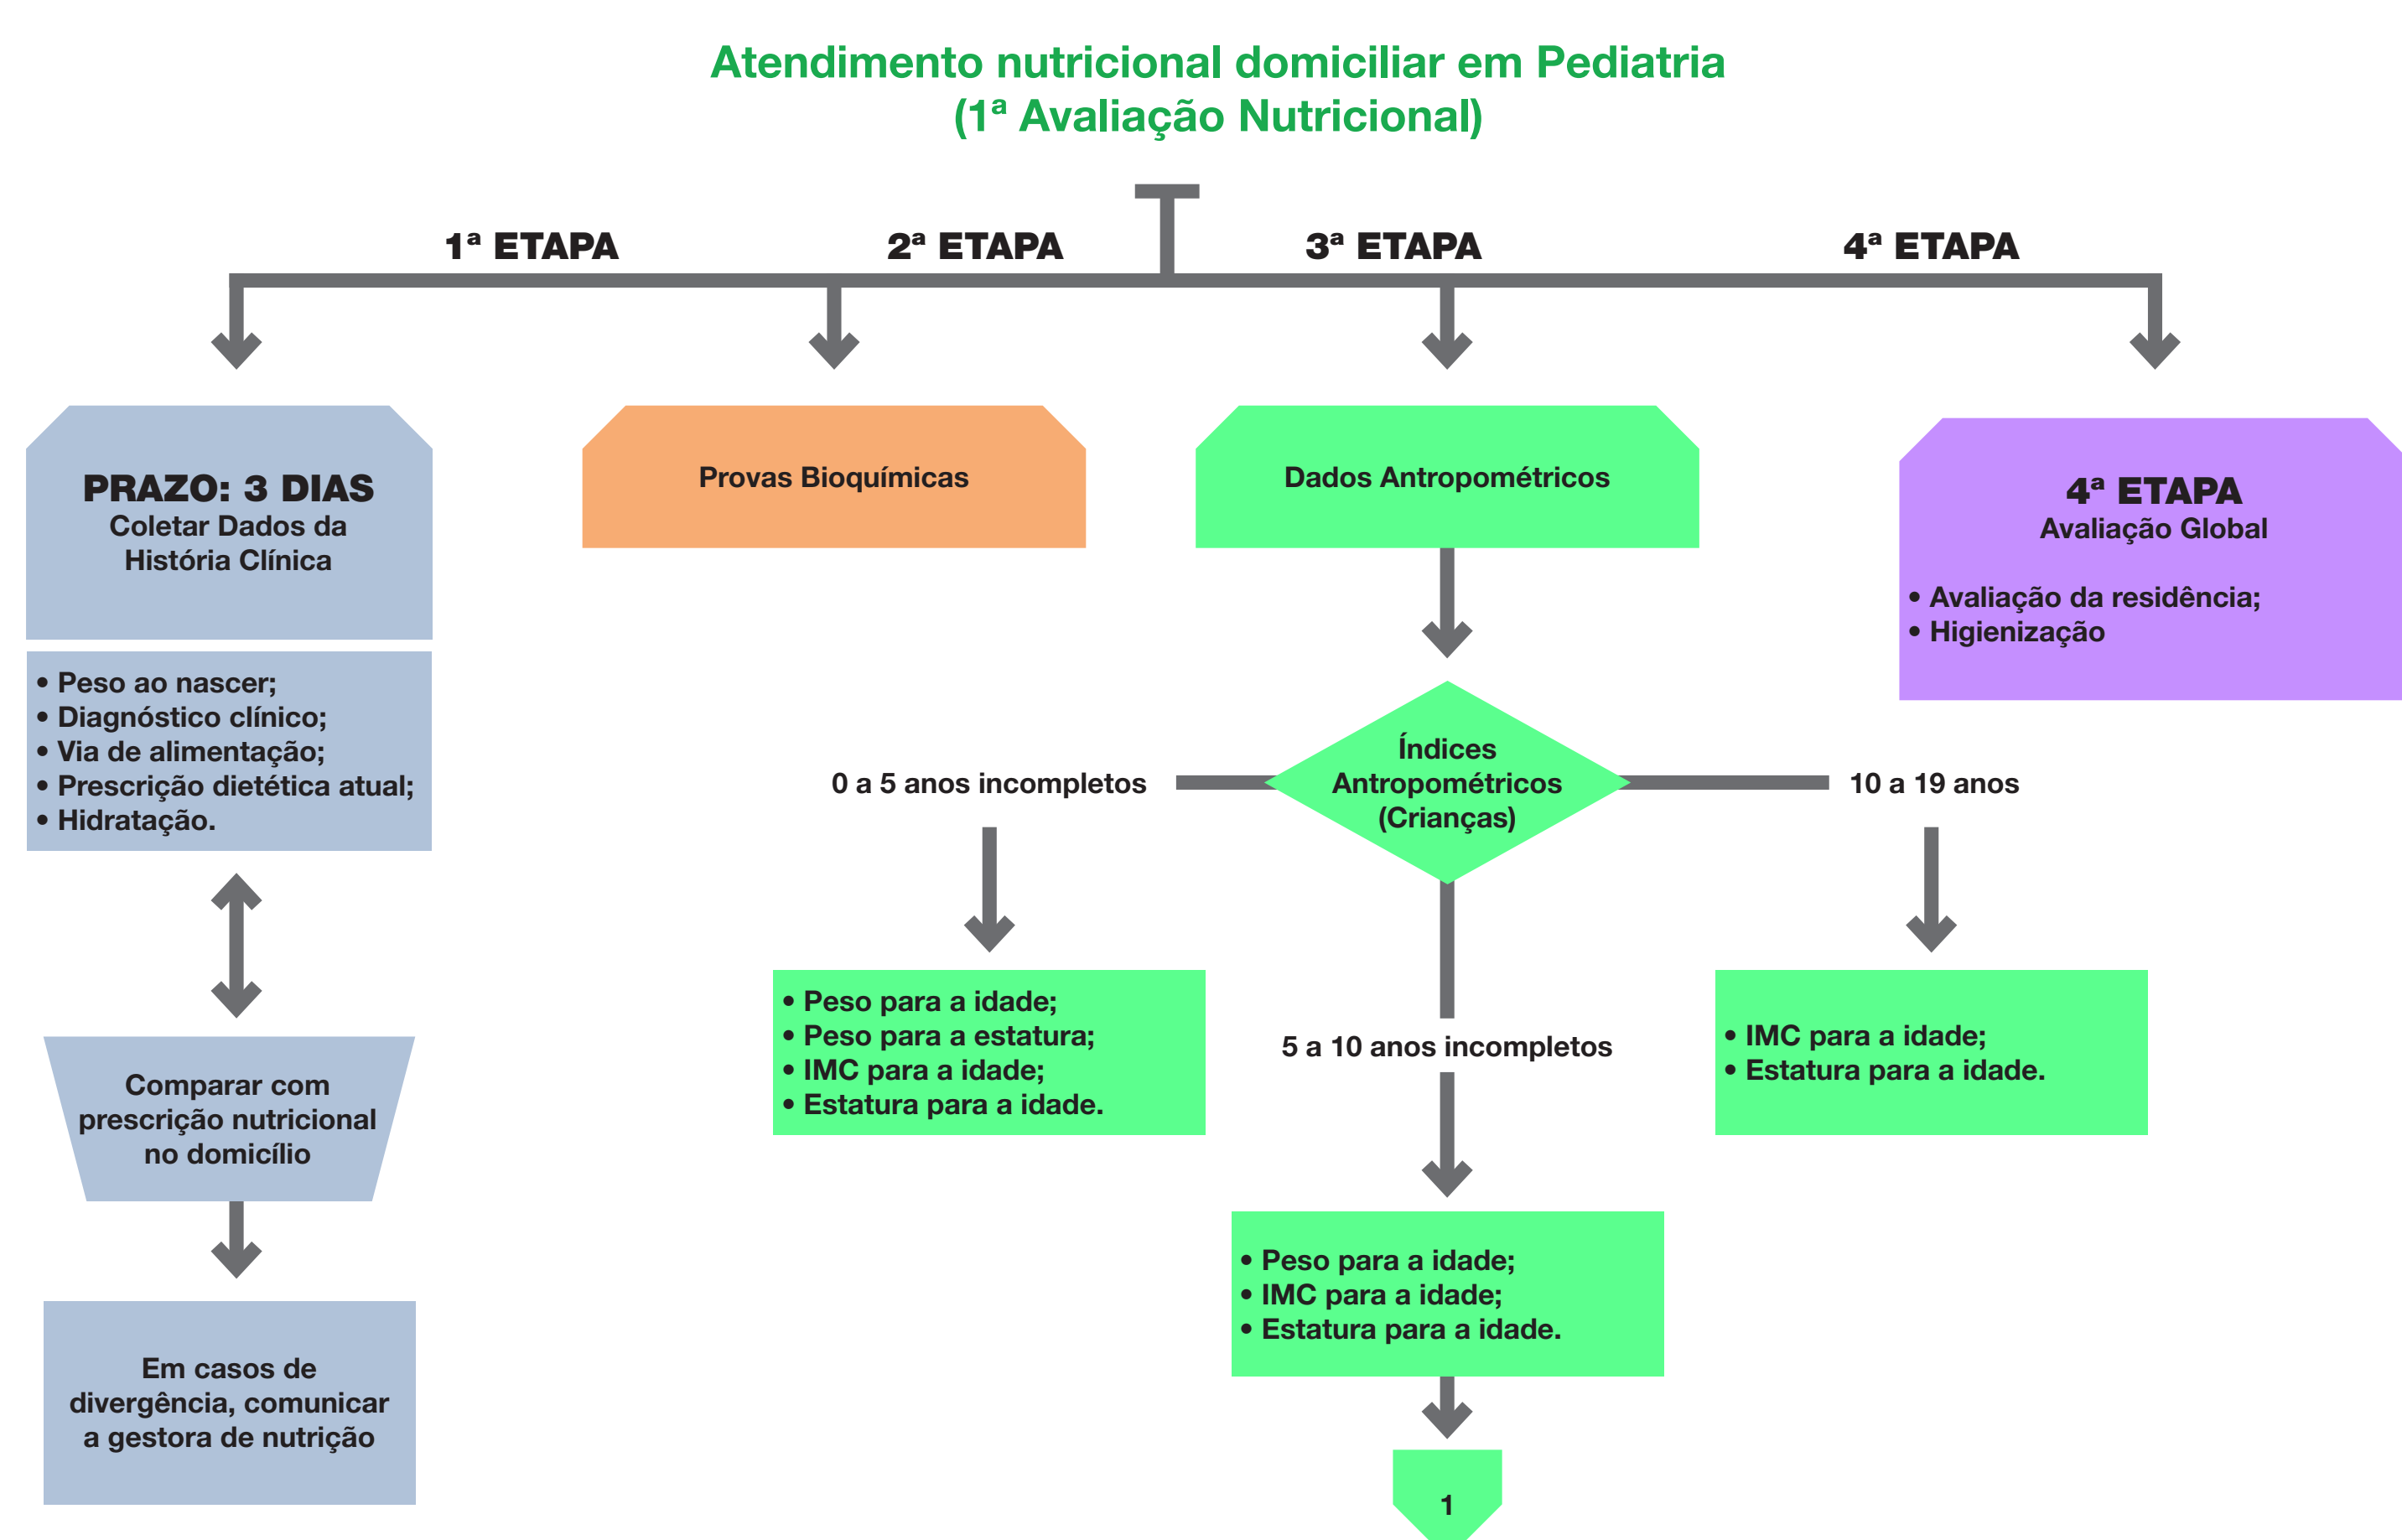 Atendimento nutricional domiciliar em Pediatria
(1ª Avaliação Nutricional)
1ª ETAPA
2ª ETAPA
3ª ETAPA
4ª ETAPA
PRAZO: 3 DIAS
Coletar Dados da
História Clínica
• Peso ao nascer;
• Diagnóstico clínico;
• Via de alimentação;
• Prescrição dietética atual;
• Hidratação.
Comparar com
prescrição nutricional
no domicílio
Em casos de
divergência, comunicar
a gestora de nutrição
Provas Bioquímicas
Dados Antropométricos
Índices
Antropométricos
(Crianças)
0 a 5 anos incompletos
• Peso para a idade;
• Peso para a estatura;
• IMC para a idade;
• Estatura para a idade.
5 a 10 anos incompletos
• Peso para a idade;
• IMC para a idade;
• Estatura para a idade.
1
10 a 19 anos
• IMC para a idade;
• Estatura para a idade.
4ª ETAPA
Avaliação Global
• Avaliação da residência;
• Higienização